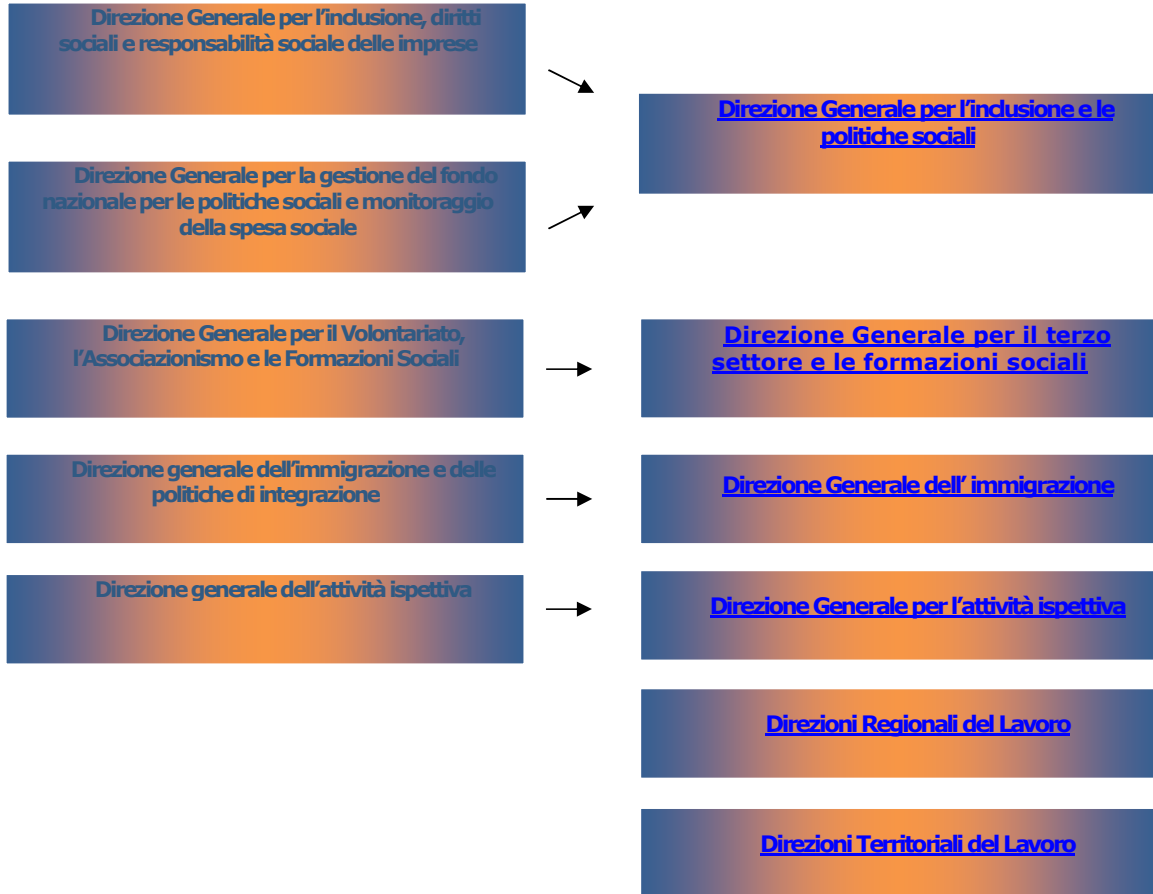 Direzione Generale per l'inclusione, diritti
sociali e responsabilità sociale delle imprese
Direzione Generale per l'inclusione e le
politiche sociali
Direzione Generale per la gestione del fondo
nazionale per le politiche sociali e monitoraggio
della spesa sociale
Direzione Generale per il Volontariato,
l'Associazionismo e le Formazioni Sociali
Direzione Generale per il terzo
settore e le formazioni sociali
Direzione generale dell'immigrazione e delle
politiche di integrazione
Direzione Generale dell' immigrazione
Direzione generale dell'attività ispettiva
Direzione Generale per l'attività ispettiva
Direzioni Regionali del Lavoro
Direzioni Territoriali del Lavoro